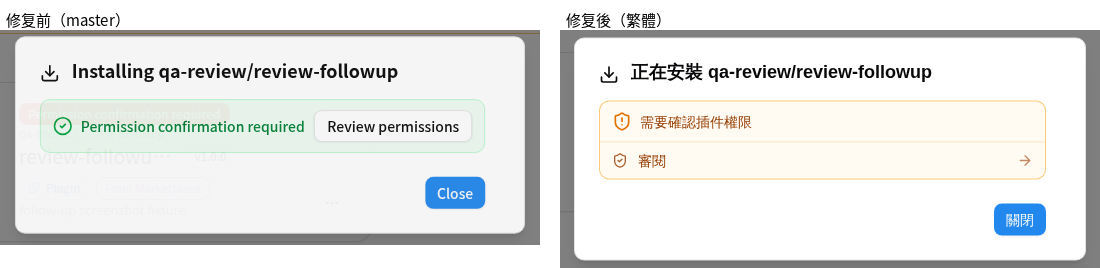 修复前（master）
Installing qa-review/review-followup
Permission confirmation required
Review permissions
review-followu··· v1.0.0
Plugin
Close
修复後（繁體）
正在安裝 qa-review/review-followup
需要確認插件權限
審閱
關閉